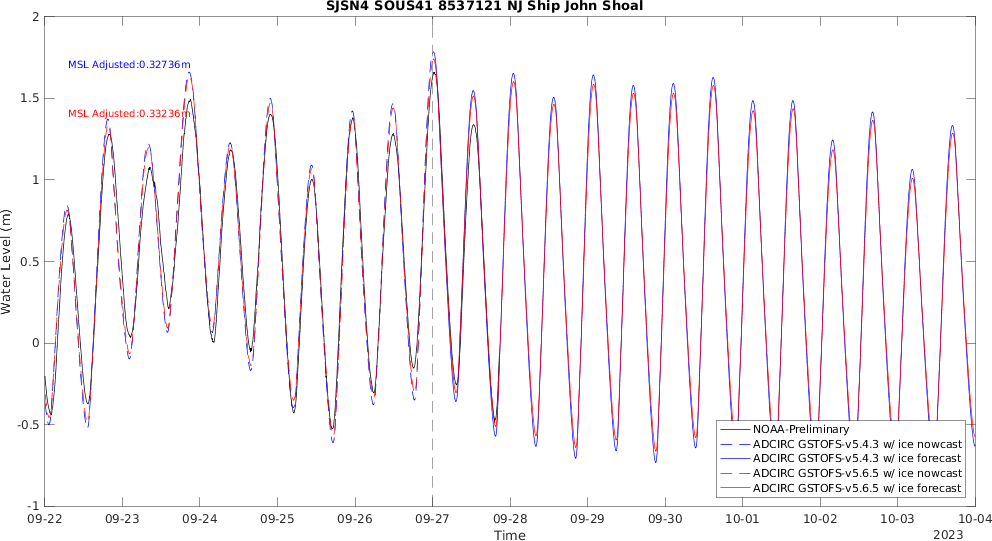 SJSN4 SOUS41 8537121 NJ Ship John Shoal
MSL Adjusted:0.32736m
MSL Adjusted:0.33236m
Water Level (m)
2
1.5
1
0.5
0
-0.5
-1
NOAA-Preliminary
ADCIRC GSTOFS-v5.4.3 w/ ice nowcast
ADCIRC GSTOFS-v5.4.3 w/ ice forecast
ADCIRC GSTOFS-v5.6.5 w/ ice nowcast
ADCIRC GSTOFS-v5.6.5 w/ ice forecast
09-22 09-23 09-24 09-25 09-26 09-27 09-28 09-29 09-30 10-01 10-02 10-03 10-04
Time
2023